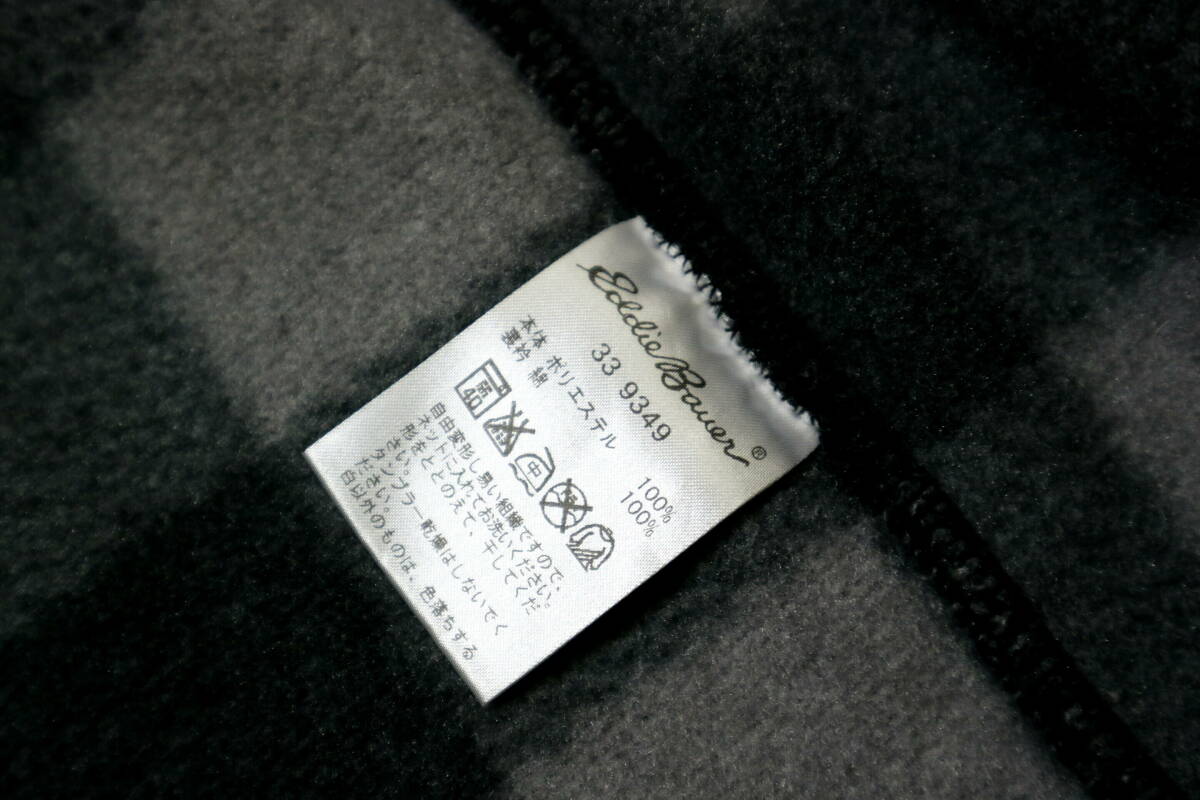 Eddie Bauer®
33 9349
本体 ポリエステル 100%
裏衿 綿 100%
40 中
自由変形し易い組織ですので、
ネットに入れてお洗いください。
形をととのえて、干してくだ
さい。
タンブラー乾燥はしないでく
ださい。
白以外のものは、色落ちする